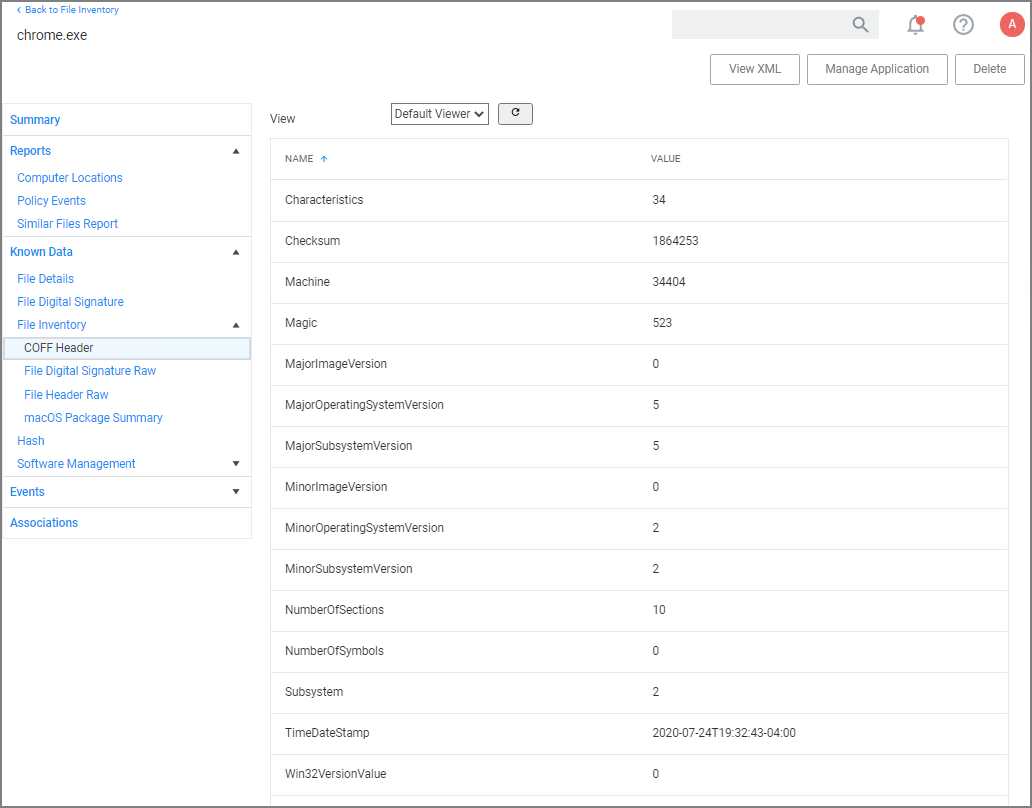 ‹ Back to File Inventory
chrome.exe
A
View XML
Manage Application
Delete
Summary
Reports
Computer Locations
Policy Events
Similar Files Report
Known Data
File Details
File Digital Signature
File Inventory
COFF Header
File Digital Signature Raw
File Header Raw
macOS Package Summary
Hash
Software Management
Events
Associations
View
Default Viewer
NAME VALUE
Characteristics 34
Checksum 1864253
Machine 34404
Magic 523
MajorImageVersion 0
MajorOperatingSystemVersion 5
MajorSubsystemVersion 5
MinorImageVersion 0
MinorOperatingSystemVersion 2
MinorSubsystemVersion 2
NumberOfSections 10
NumberOfSymbols 0
Subsystem 2
TimeDateStamp 2020-07-24T19:32:43-04:00
Win32VersionValue 0